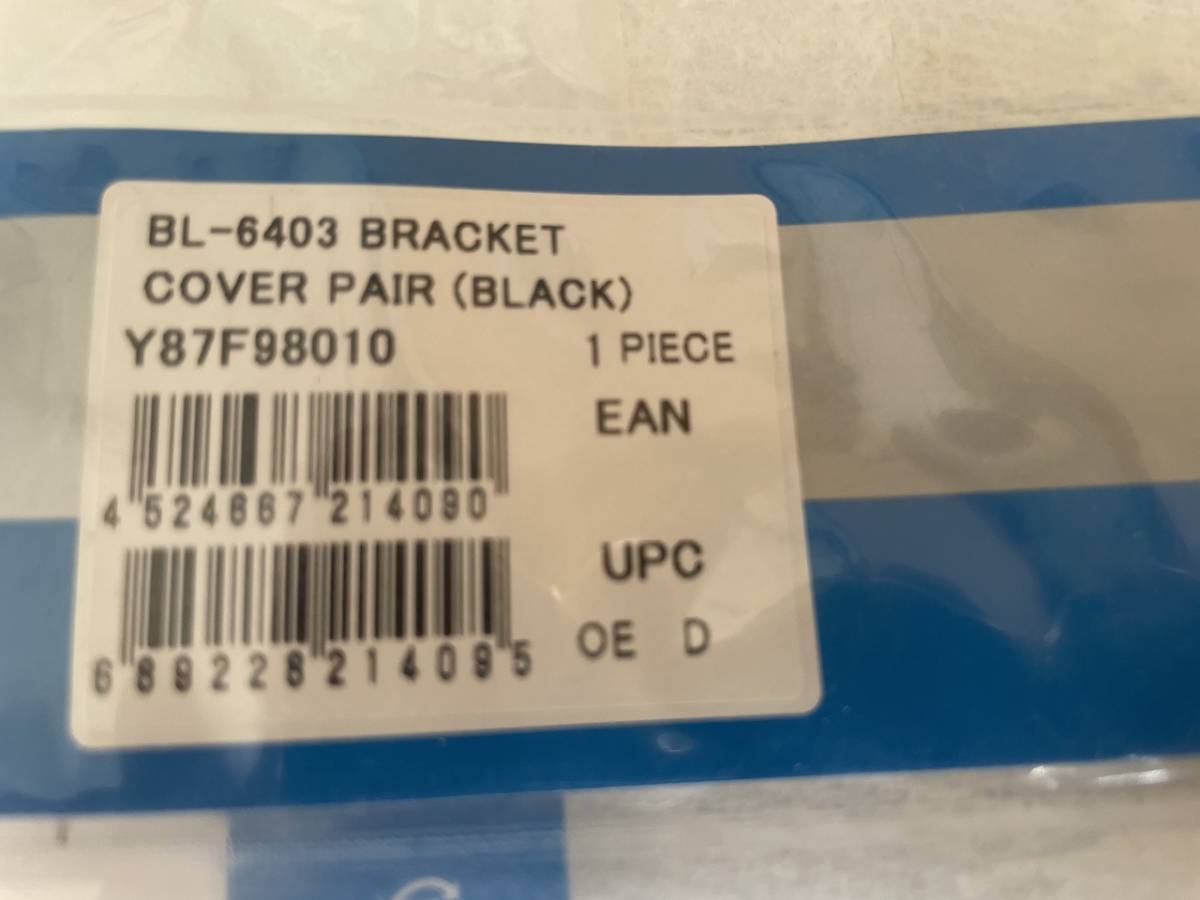 BL-6403 BRACKET
COVER PAIR (BLACK)
Y87F98010 1 PIECE
EAN
4 524667 214090
UPC
OE D
6 89228 21409 5